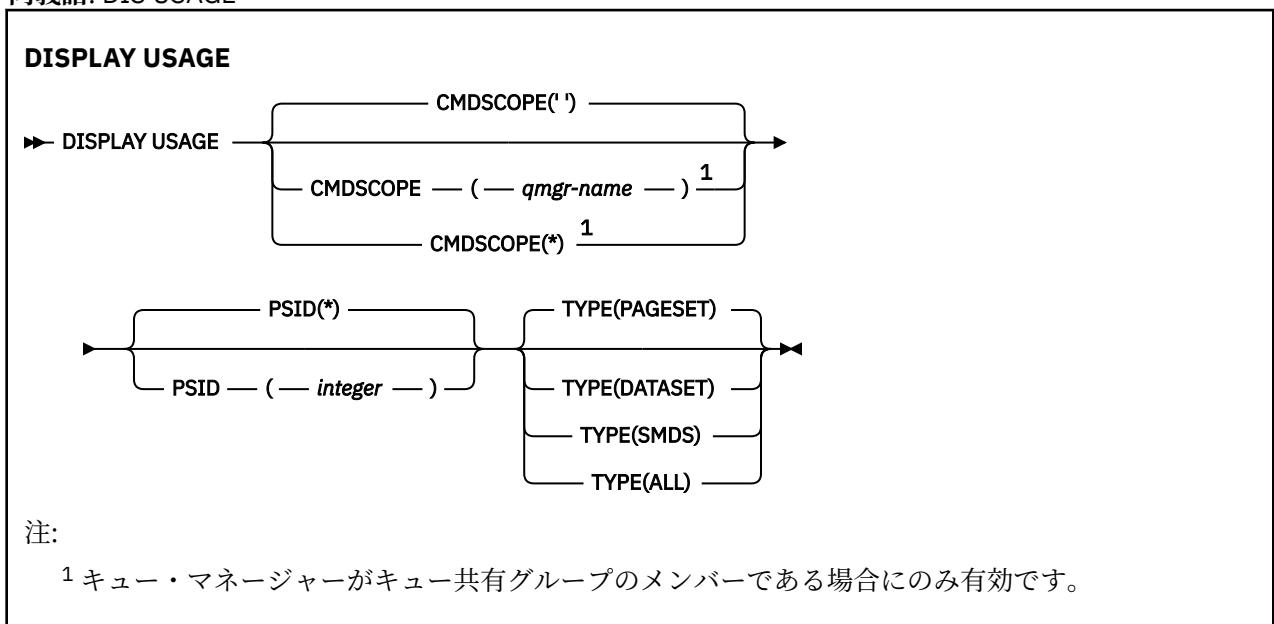 同義語: DIS USAGE
DISPLAY USAGE
CMDSCOPE(' ')
DISPLAY USAGE
CMDSCOPE ( qmgr-name ) 1
CMDSCOPE(*) 1
PSID(*)
PSID ( integer )
TYPE(PAGESET)
TYPE(DATASET)
TYPE(SMDS)
TYPE(ALL)
注:
1 キュー・マネージャーがキュー共有グループのメンバーである場合にのみ有効です。